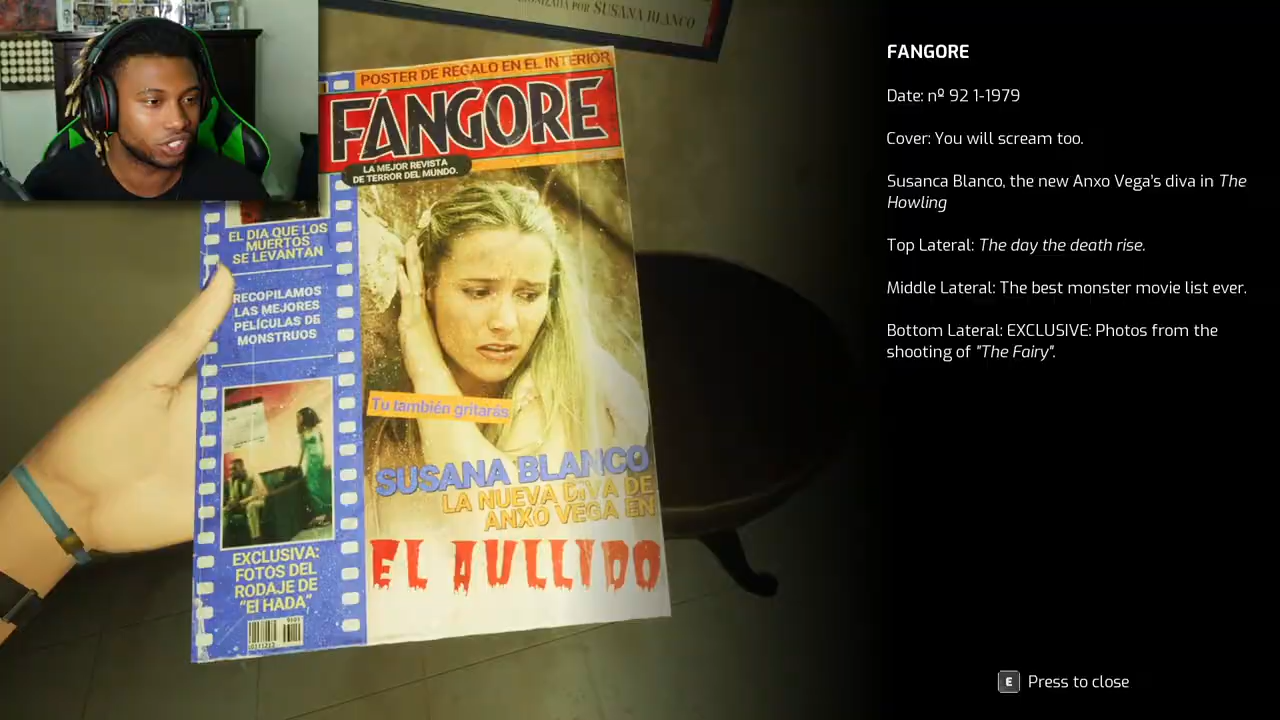 IONIZADA POR SUSANA BLANCO
POSTER DE REGALO EN EL INTERIOR
FANGORE
LA MEJOR REVISTA
DE TERROR DEL MUNDO.
EL DIA QUE LOS
MUERTOS
SE LEVANTAN
RECOPILAMOS
LAS MEJORES
PELÍCULAS DE
MONSTRUOS
Tu también gritarás
SUSANA BLANCO
LA NUEVA DIVA DE
ANXO VEGA EN
EL AULLIDO
EXCLUSIVA:
FOTOS DEL
RODAJE DE
"El HADA"
FANGORE
Date: nº 92 1-1979
Cover: You will scream too.
Susanca Blanco, the new Anxo Vega's diva in The
Howling
Top Lateral: The day the death rise.
Middle Lateral: The best monster movie list ever.
Bottom Lateral: EXCLUSIVE: Photos from the
shooting of "The Fairy".
E Press to close